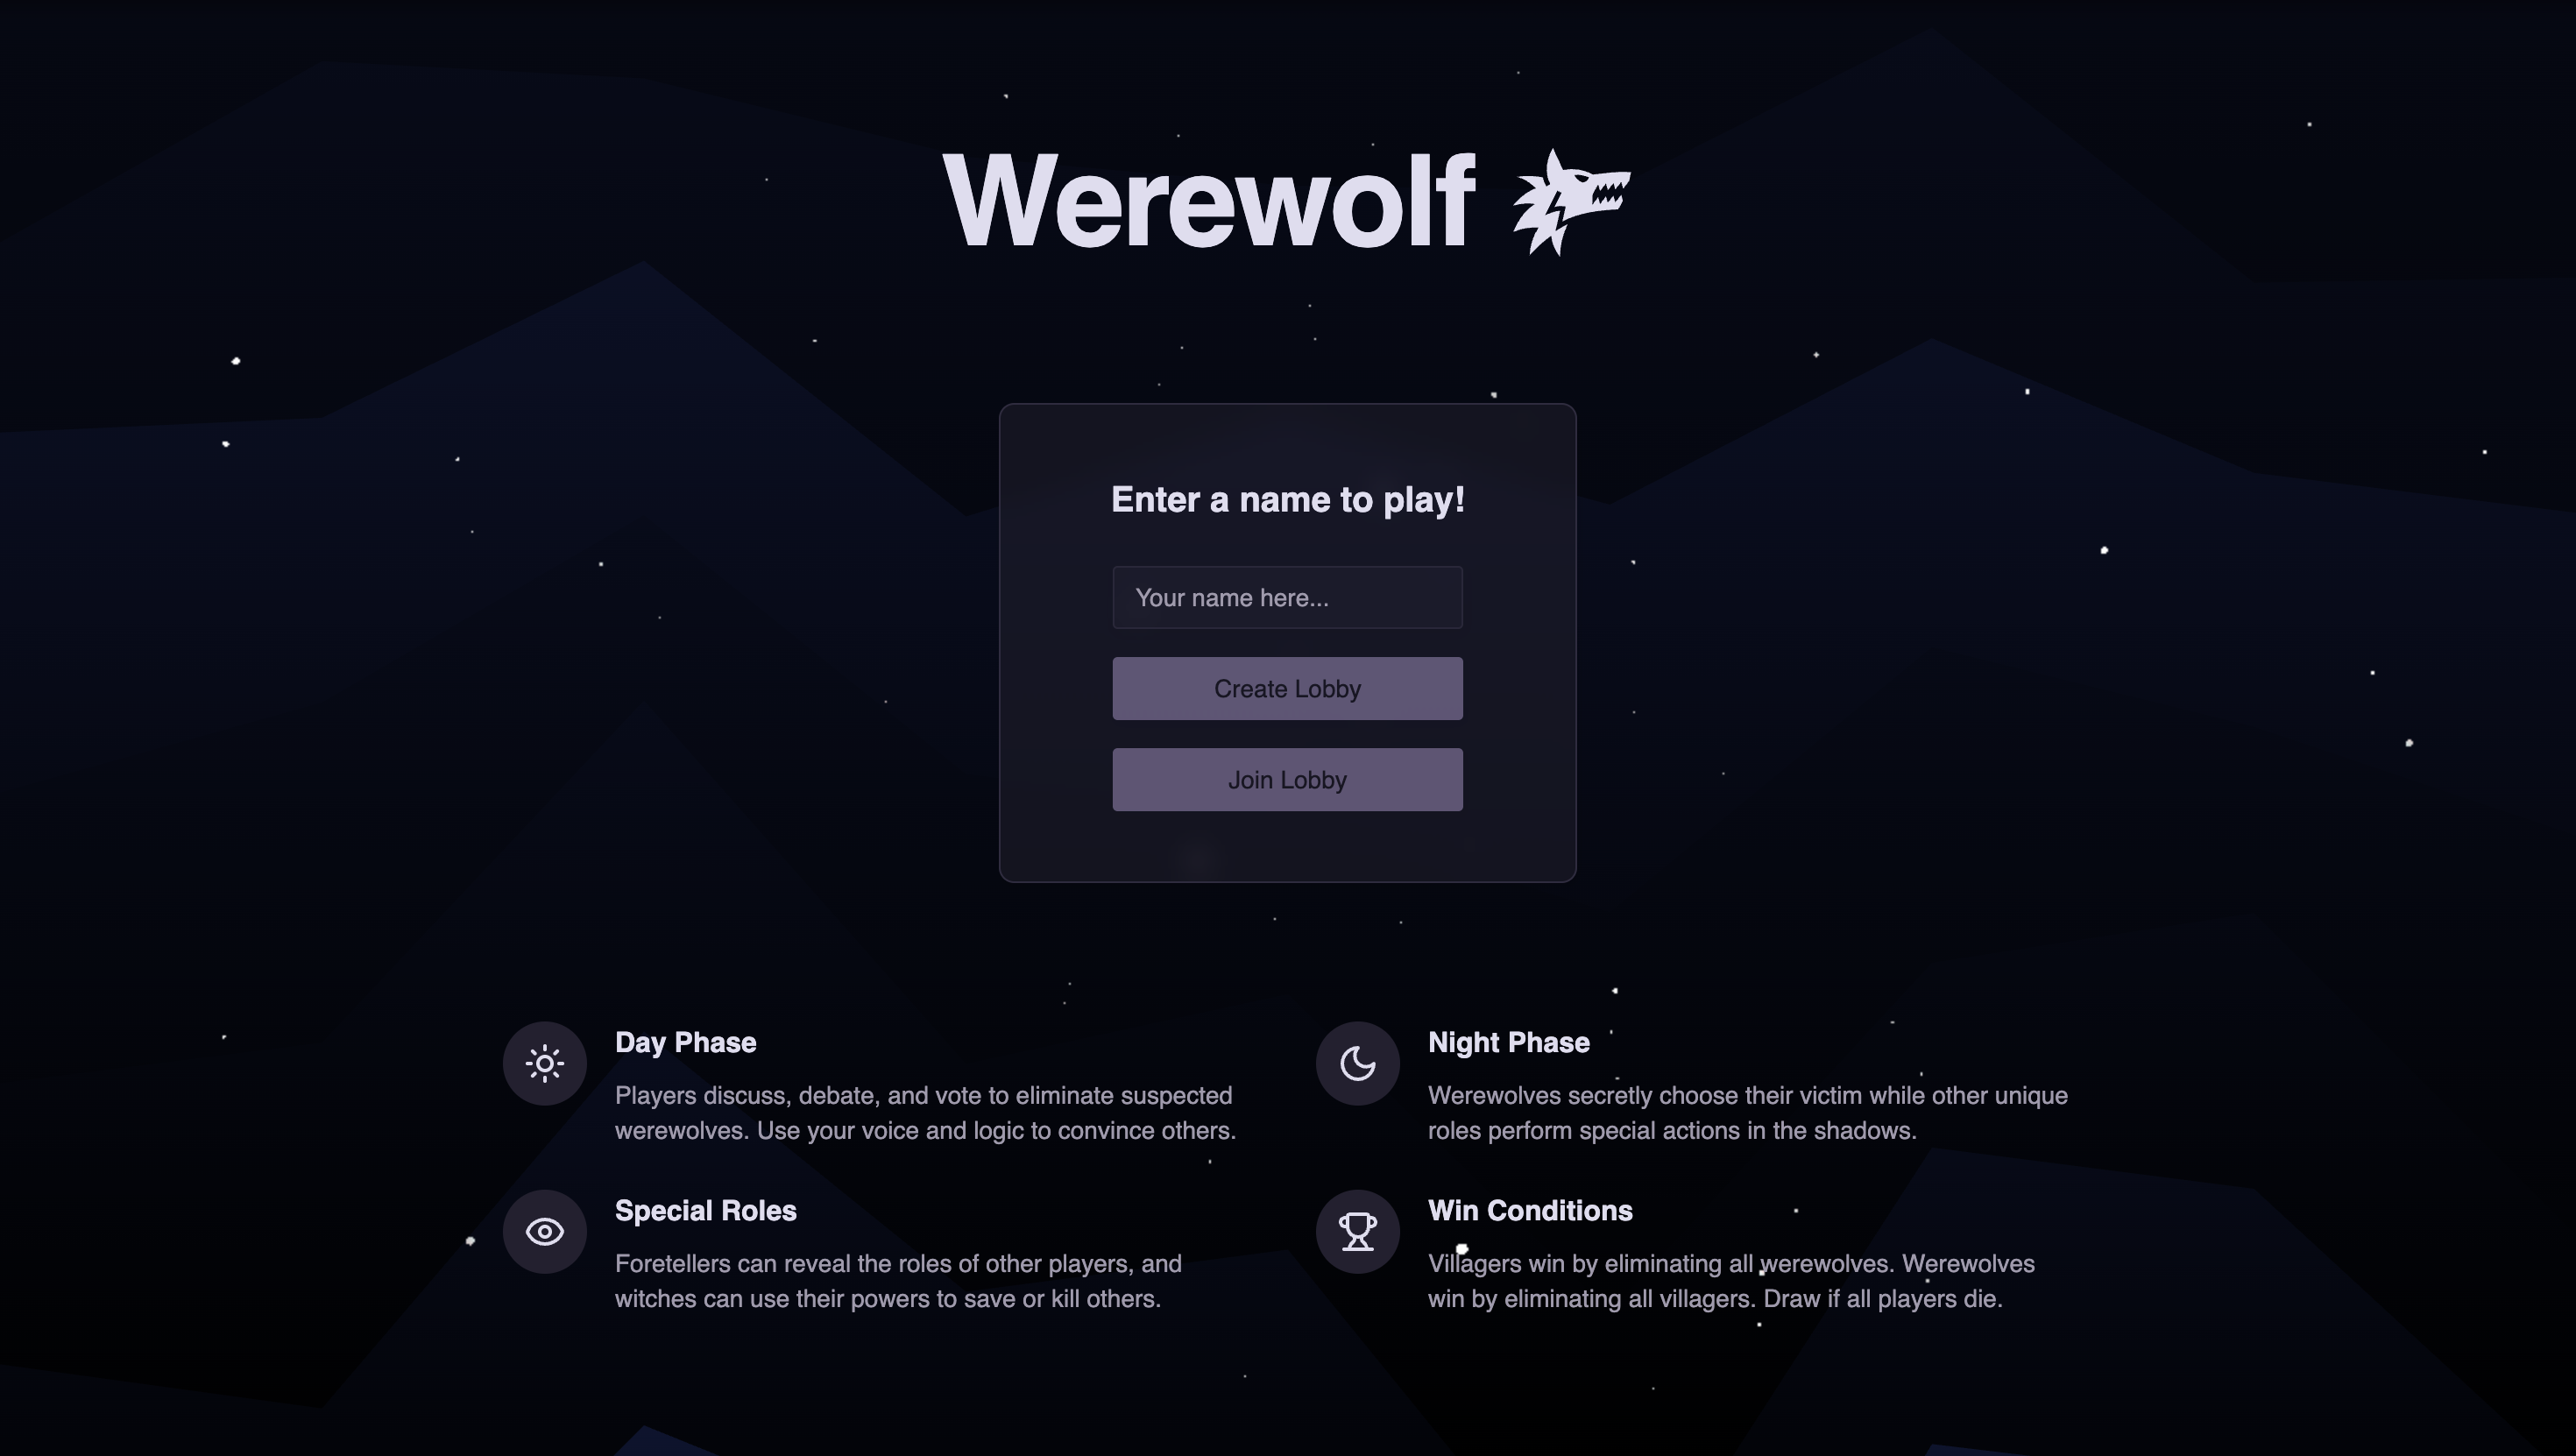 Werewolf
Enter a name to play!
Your name here...
Create Lobby
Join Lobby
Day Phase
Players discuss, debate, and vote to eliminate suspected
werewolves. Use your voice and logic to convince others.
Night Phase
Werewolves secretly choose their victim while other unique
roles perform special actions in the shadows.
Special Roles
Foretellers can reveal the roles of other players, and
witches can use their powers to save or kill others.
Win Conditions
Villagers win by eliminating all werewolves. Werewolves
win by eliminating all villagers. Draw if all players die.